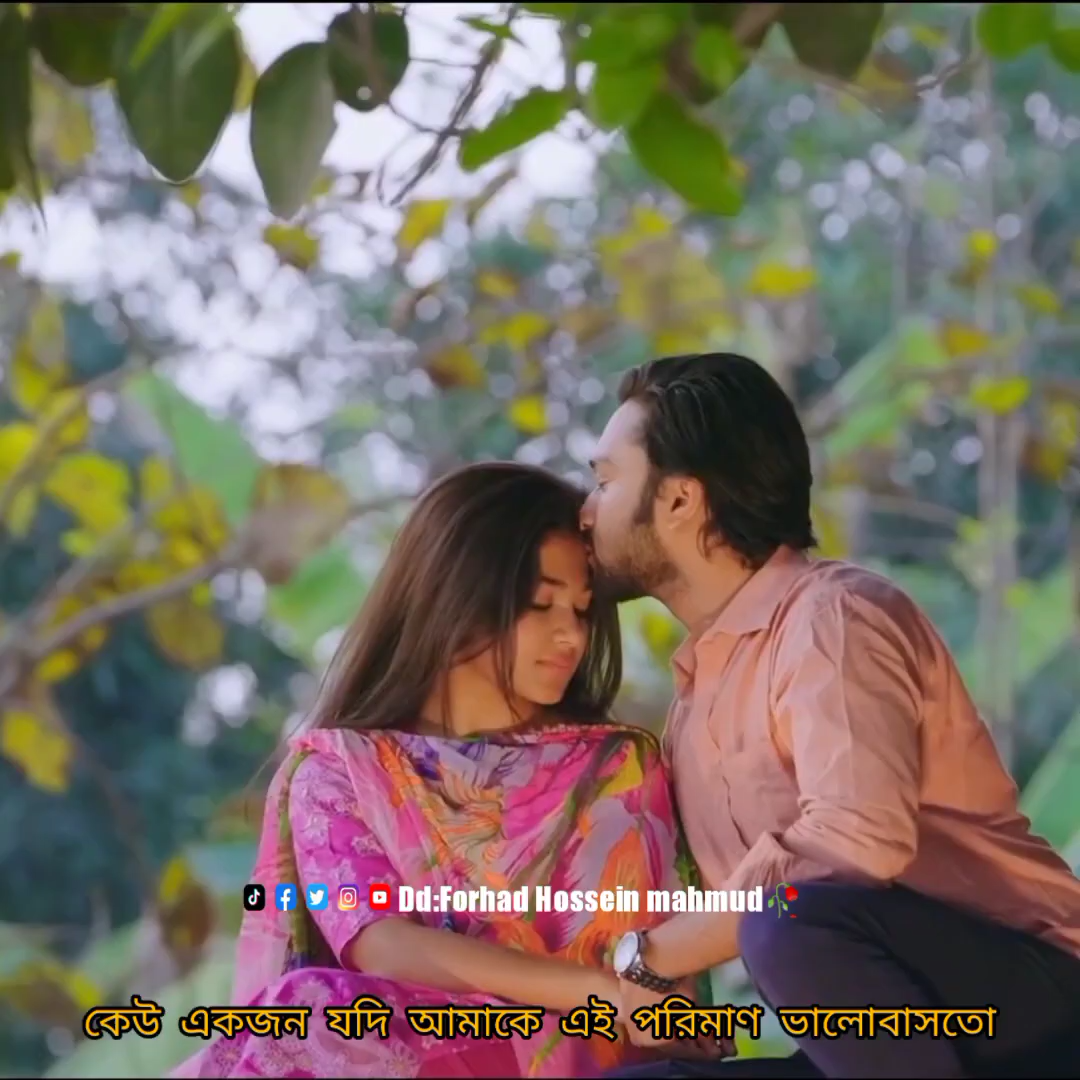 Dd:Forhad Hossein mahmud🥀
কেউ একজন যদি আমাকে এই পরিমাণ ভালোবাসতো